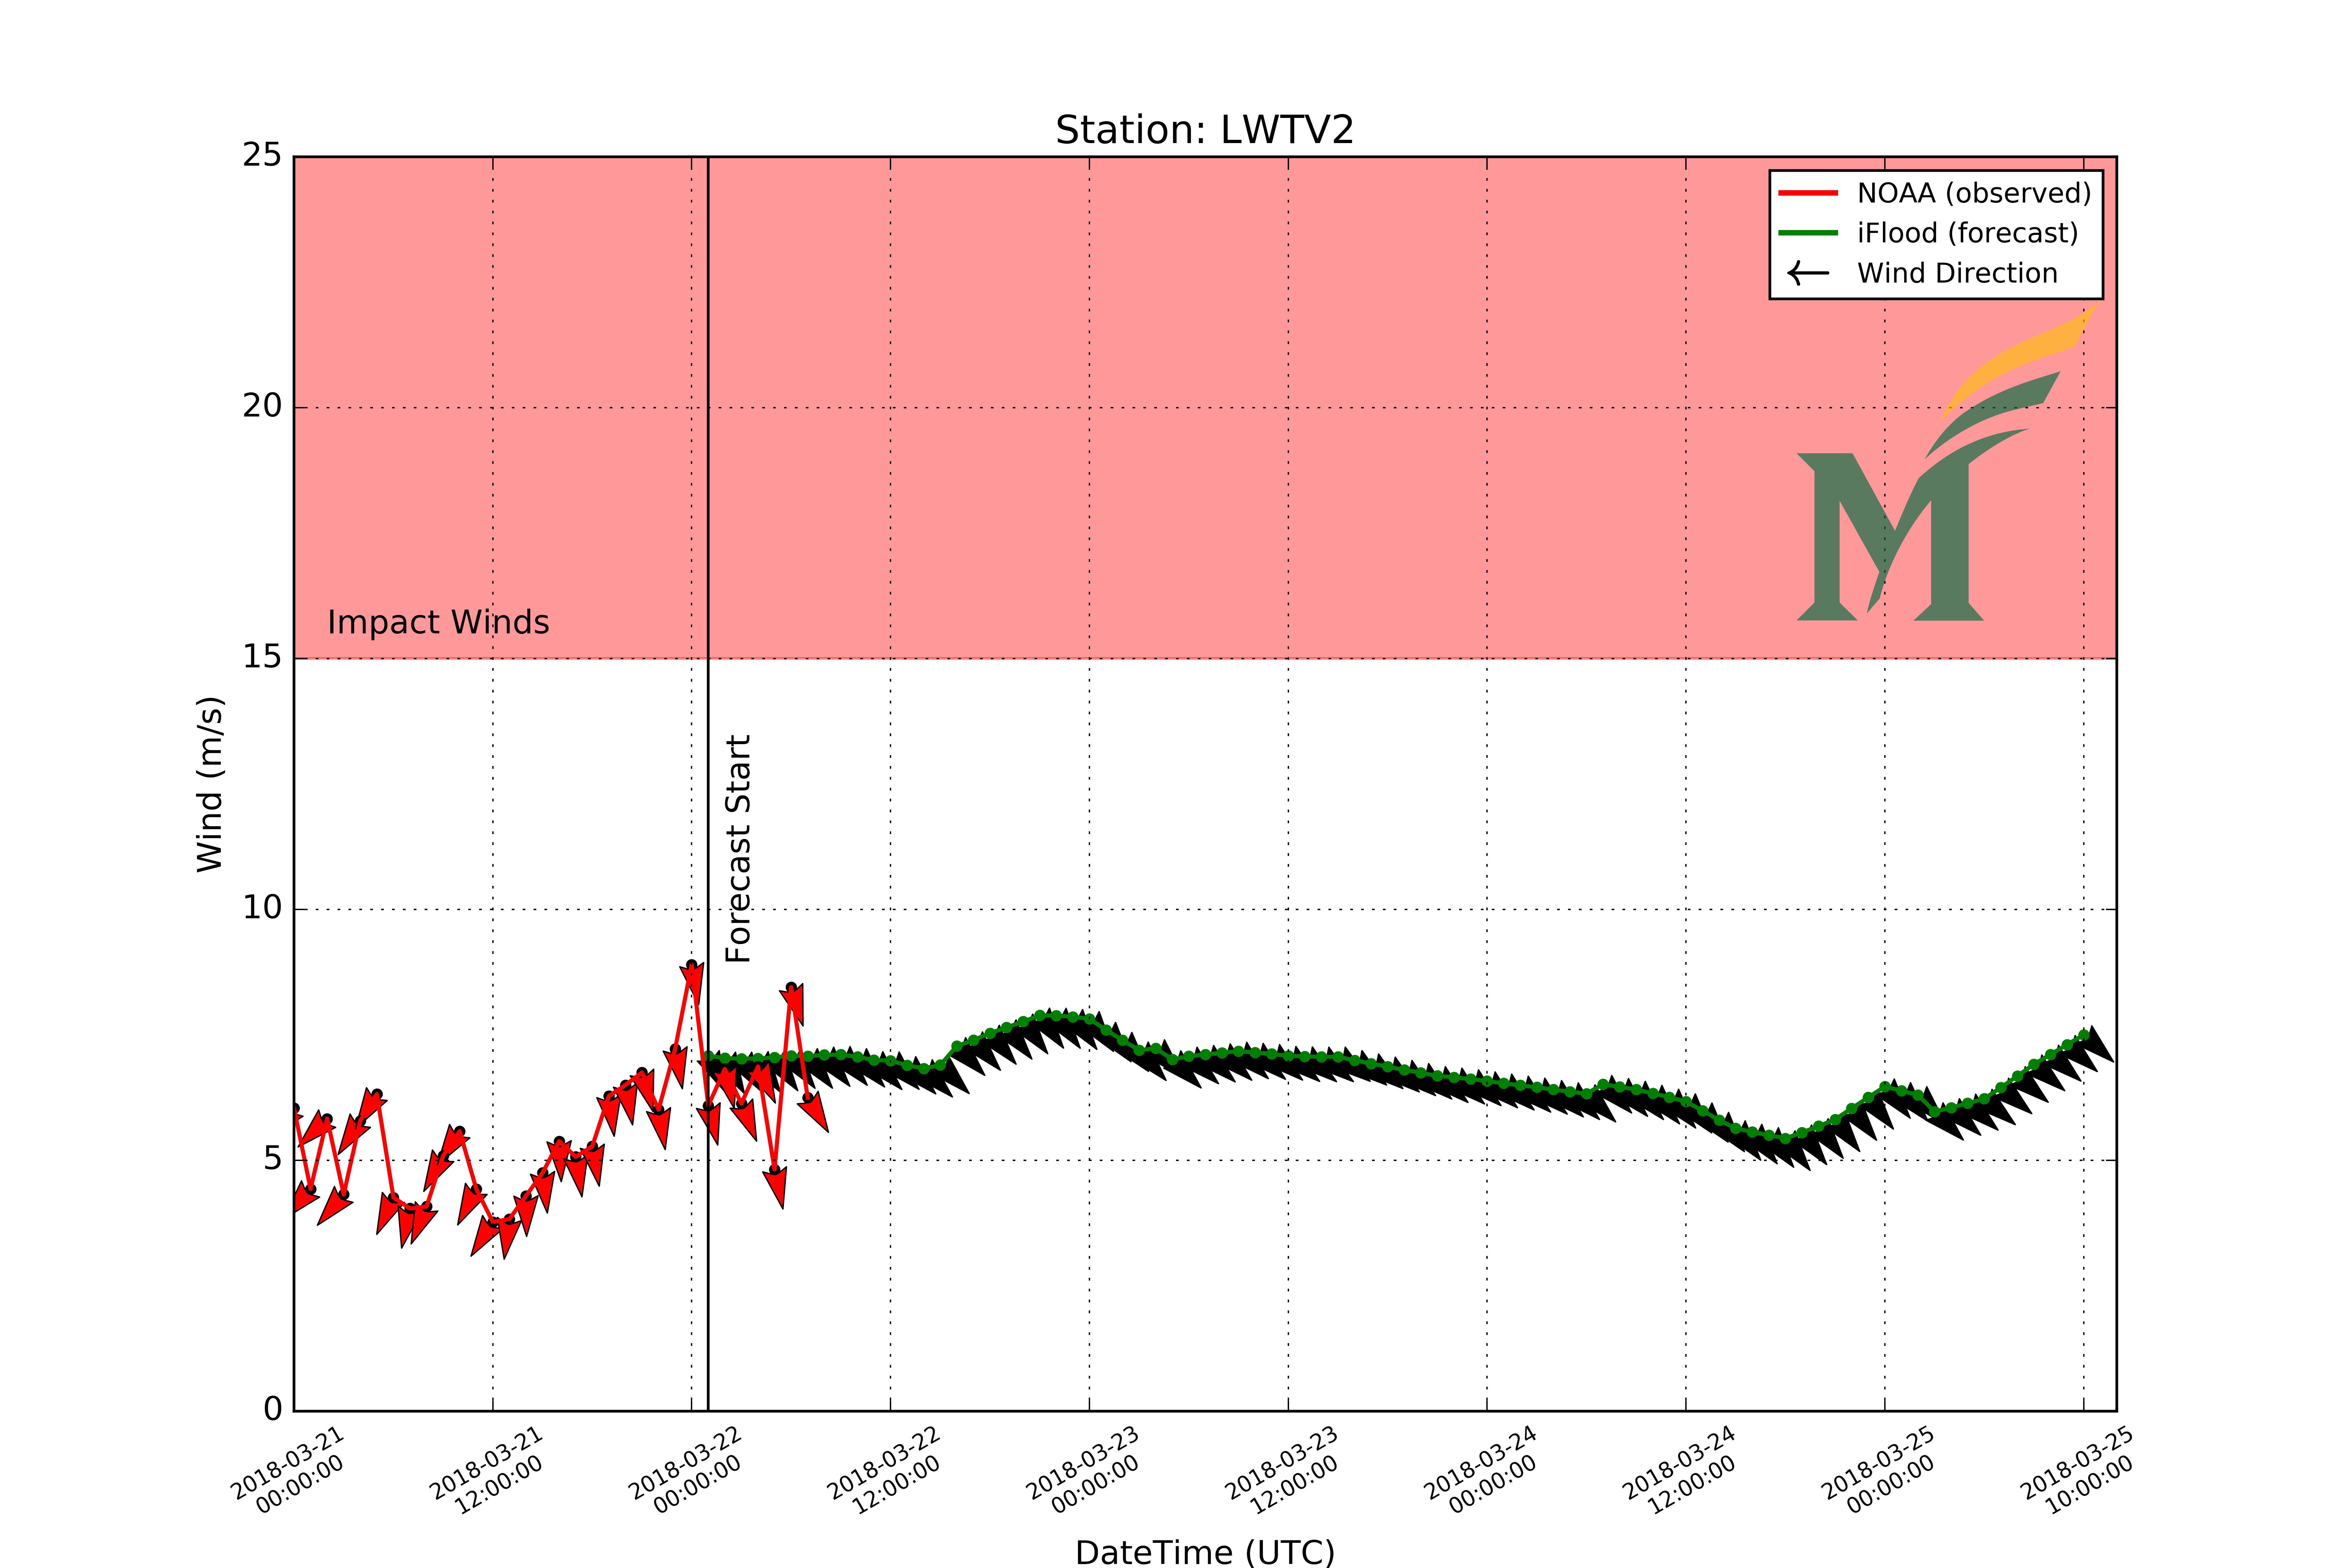 Station: LWTV2
25
20
15
10
5
0
Wind (m/s)
NOAA (observed)
iFlood (forecast)
Wind Direction
M
Impact Winds
Forecast Start
2018-03-21
00:00:00
2018-03-21
12:00:00
2018-03-22
00:00:00
2018-03-22
12:00:00
2018-03-23
00:00:00
2018-03-23
12:00:00
2018-03-24
00:00:00
2018-03-24
12:00:00
2018-03-25
00:00:00
2018-03-25
10:00:00
DateTime (UTC)